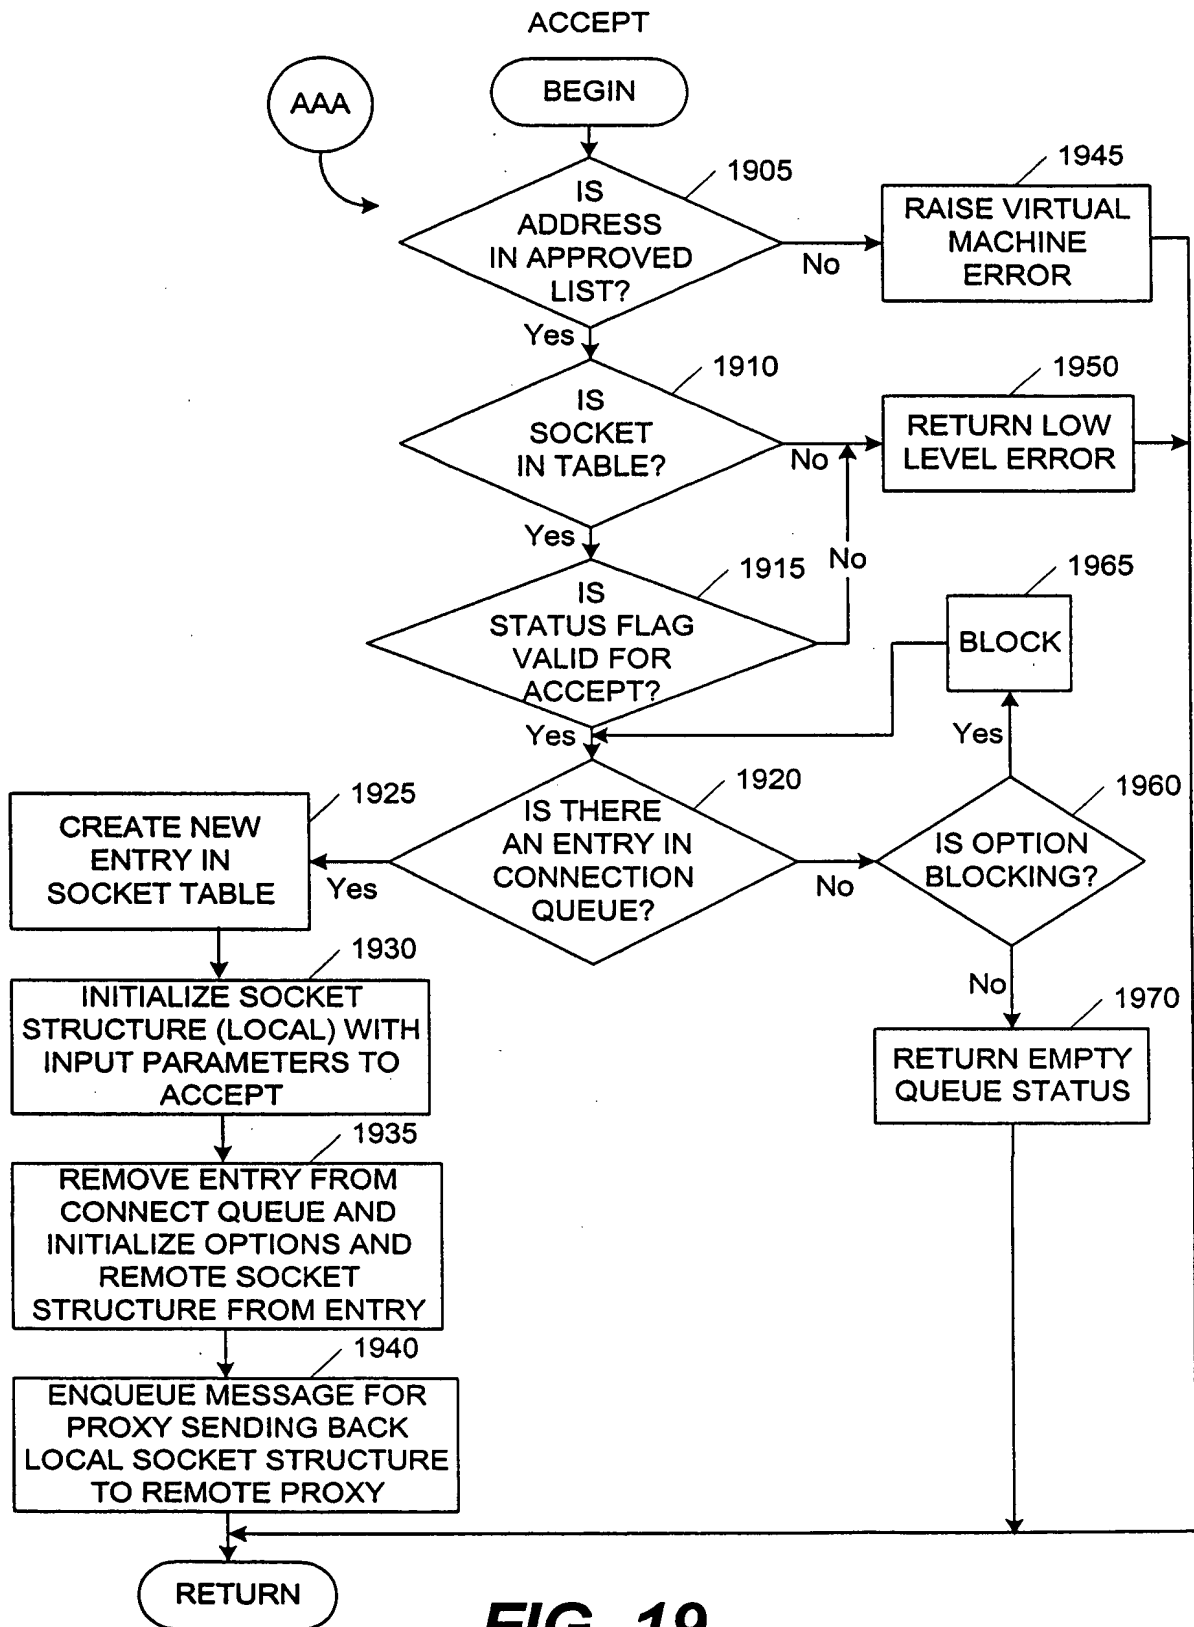 ACCEPT
AAA
BEGIN
1905
IS
ADDRESS
IN APPROVED
LIST?
No
1945
RAISE VIRTUAL
MACHINE
ERROR
Yes
1910
IS
SOCKET
IN TABLE?
No
1950
RETURN LOW
LEVEL ERROR
Yes
No
1915
IS
STATUS FLAG
VALID FOR
ACCEPT?
1965
BLOCK
Yes
Yes
1920
IS THERE
AN ENTRY IN
CONNECTION
QUEUE?
Yes
No
1960
IS OPTION
BLOCKING?
1925
CREATE NEW
ENTRY IN
SOCKET TABLE
No
1970
RETURN EMPTY
QUEUE STATUS
1930
INITIALIZE SOCKET
STRUCTURE (LOCAL) WITH
INPUT PARAMETERS TO
ACCEPT
1935
REMOVE ENTRY FROM
CONNECT QUEUE AND
INITIALIZE OPTIONS AND
REMOTE SOCKET
STRUCTURE FROM ENTRY
1940
ENQUEUE MESSAGE FOR
PROXY SENDING BACK
LOCAL SOCKET STRUCTURE
TO REMOTE PROXY
RETURN
FIG. 19